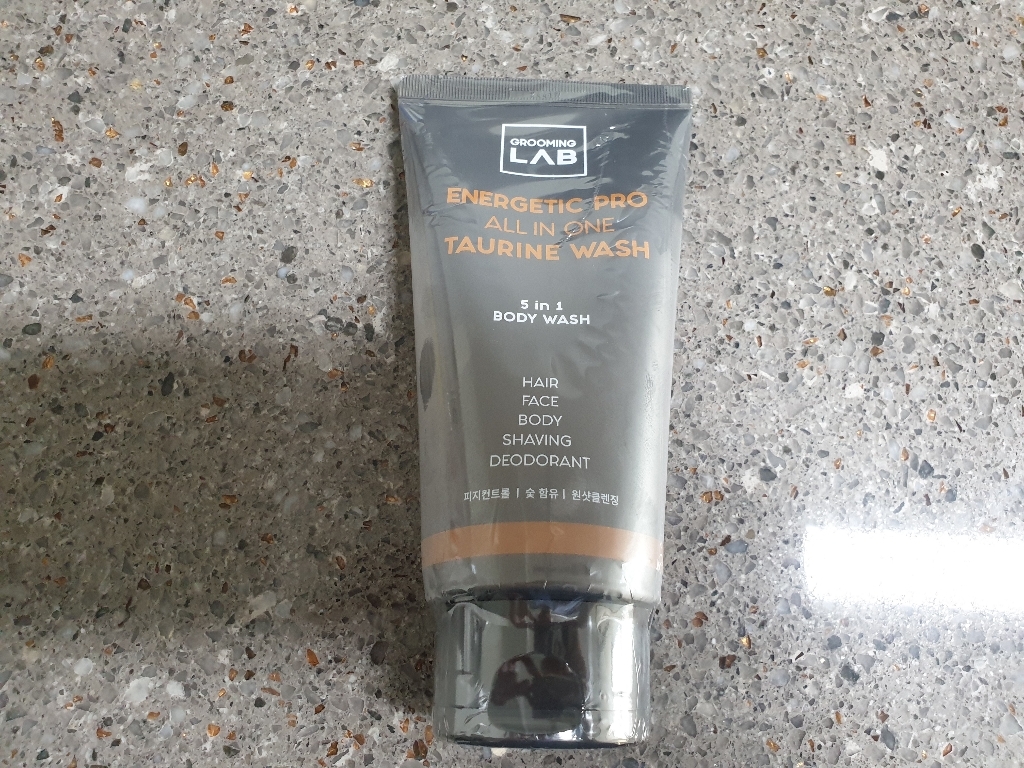 GROOMING
LAB
ENERGETIC PRO
ALL IN ONE
TAURINE WASH
5 in 1
BODY WASH
HAIR
FACE
BODY
SHAVING
DEODORANT
피지컨트롤 | 숯 함유 | 원샷클렌징